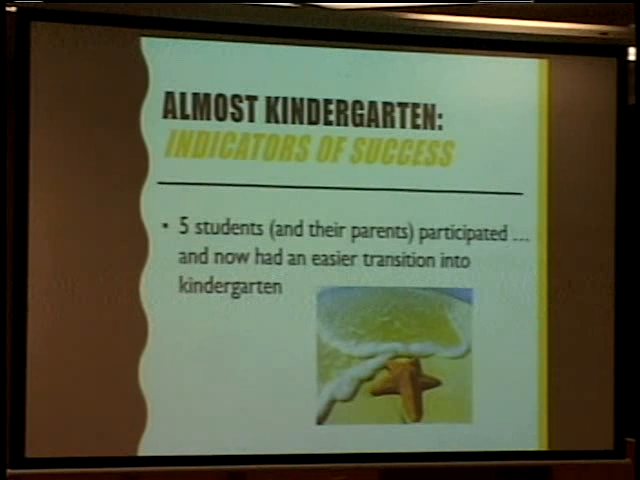 ALMOST KINDERGARTEN:
INDICATORS OF SUCCESS
• 5 students (and their parents) participated ...
and now had an easier transition into
kindergarten